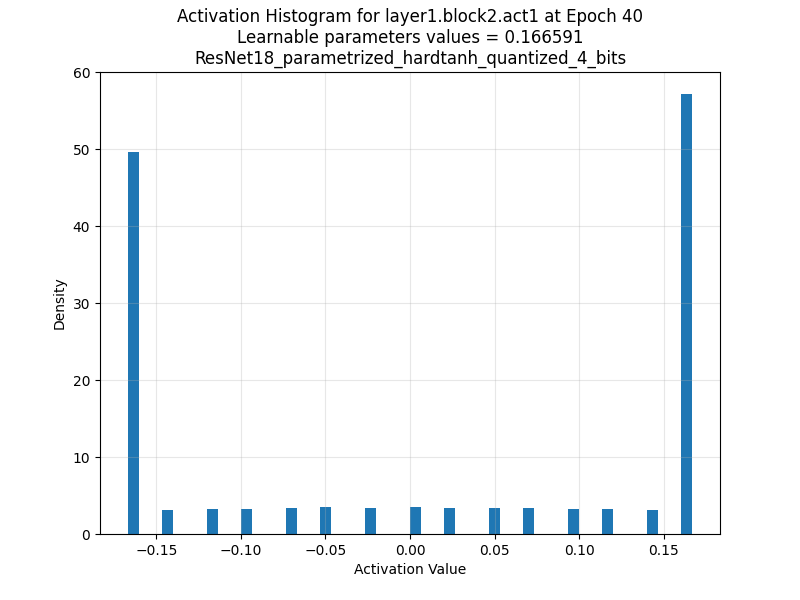 Activation Histogram for layer1.block2.act1 at Epoch 40
Learnable parameters values = 0.166591
ResNet18_parametrized_hardtanh_quantized_4_bits
60
50
40
30
20
10
0
Density
−0.15 −0.10 −0.05 0.00 0.05 0.10 0.15
Activation Value